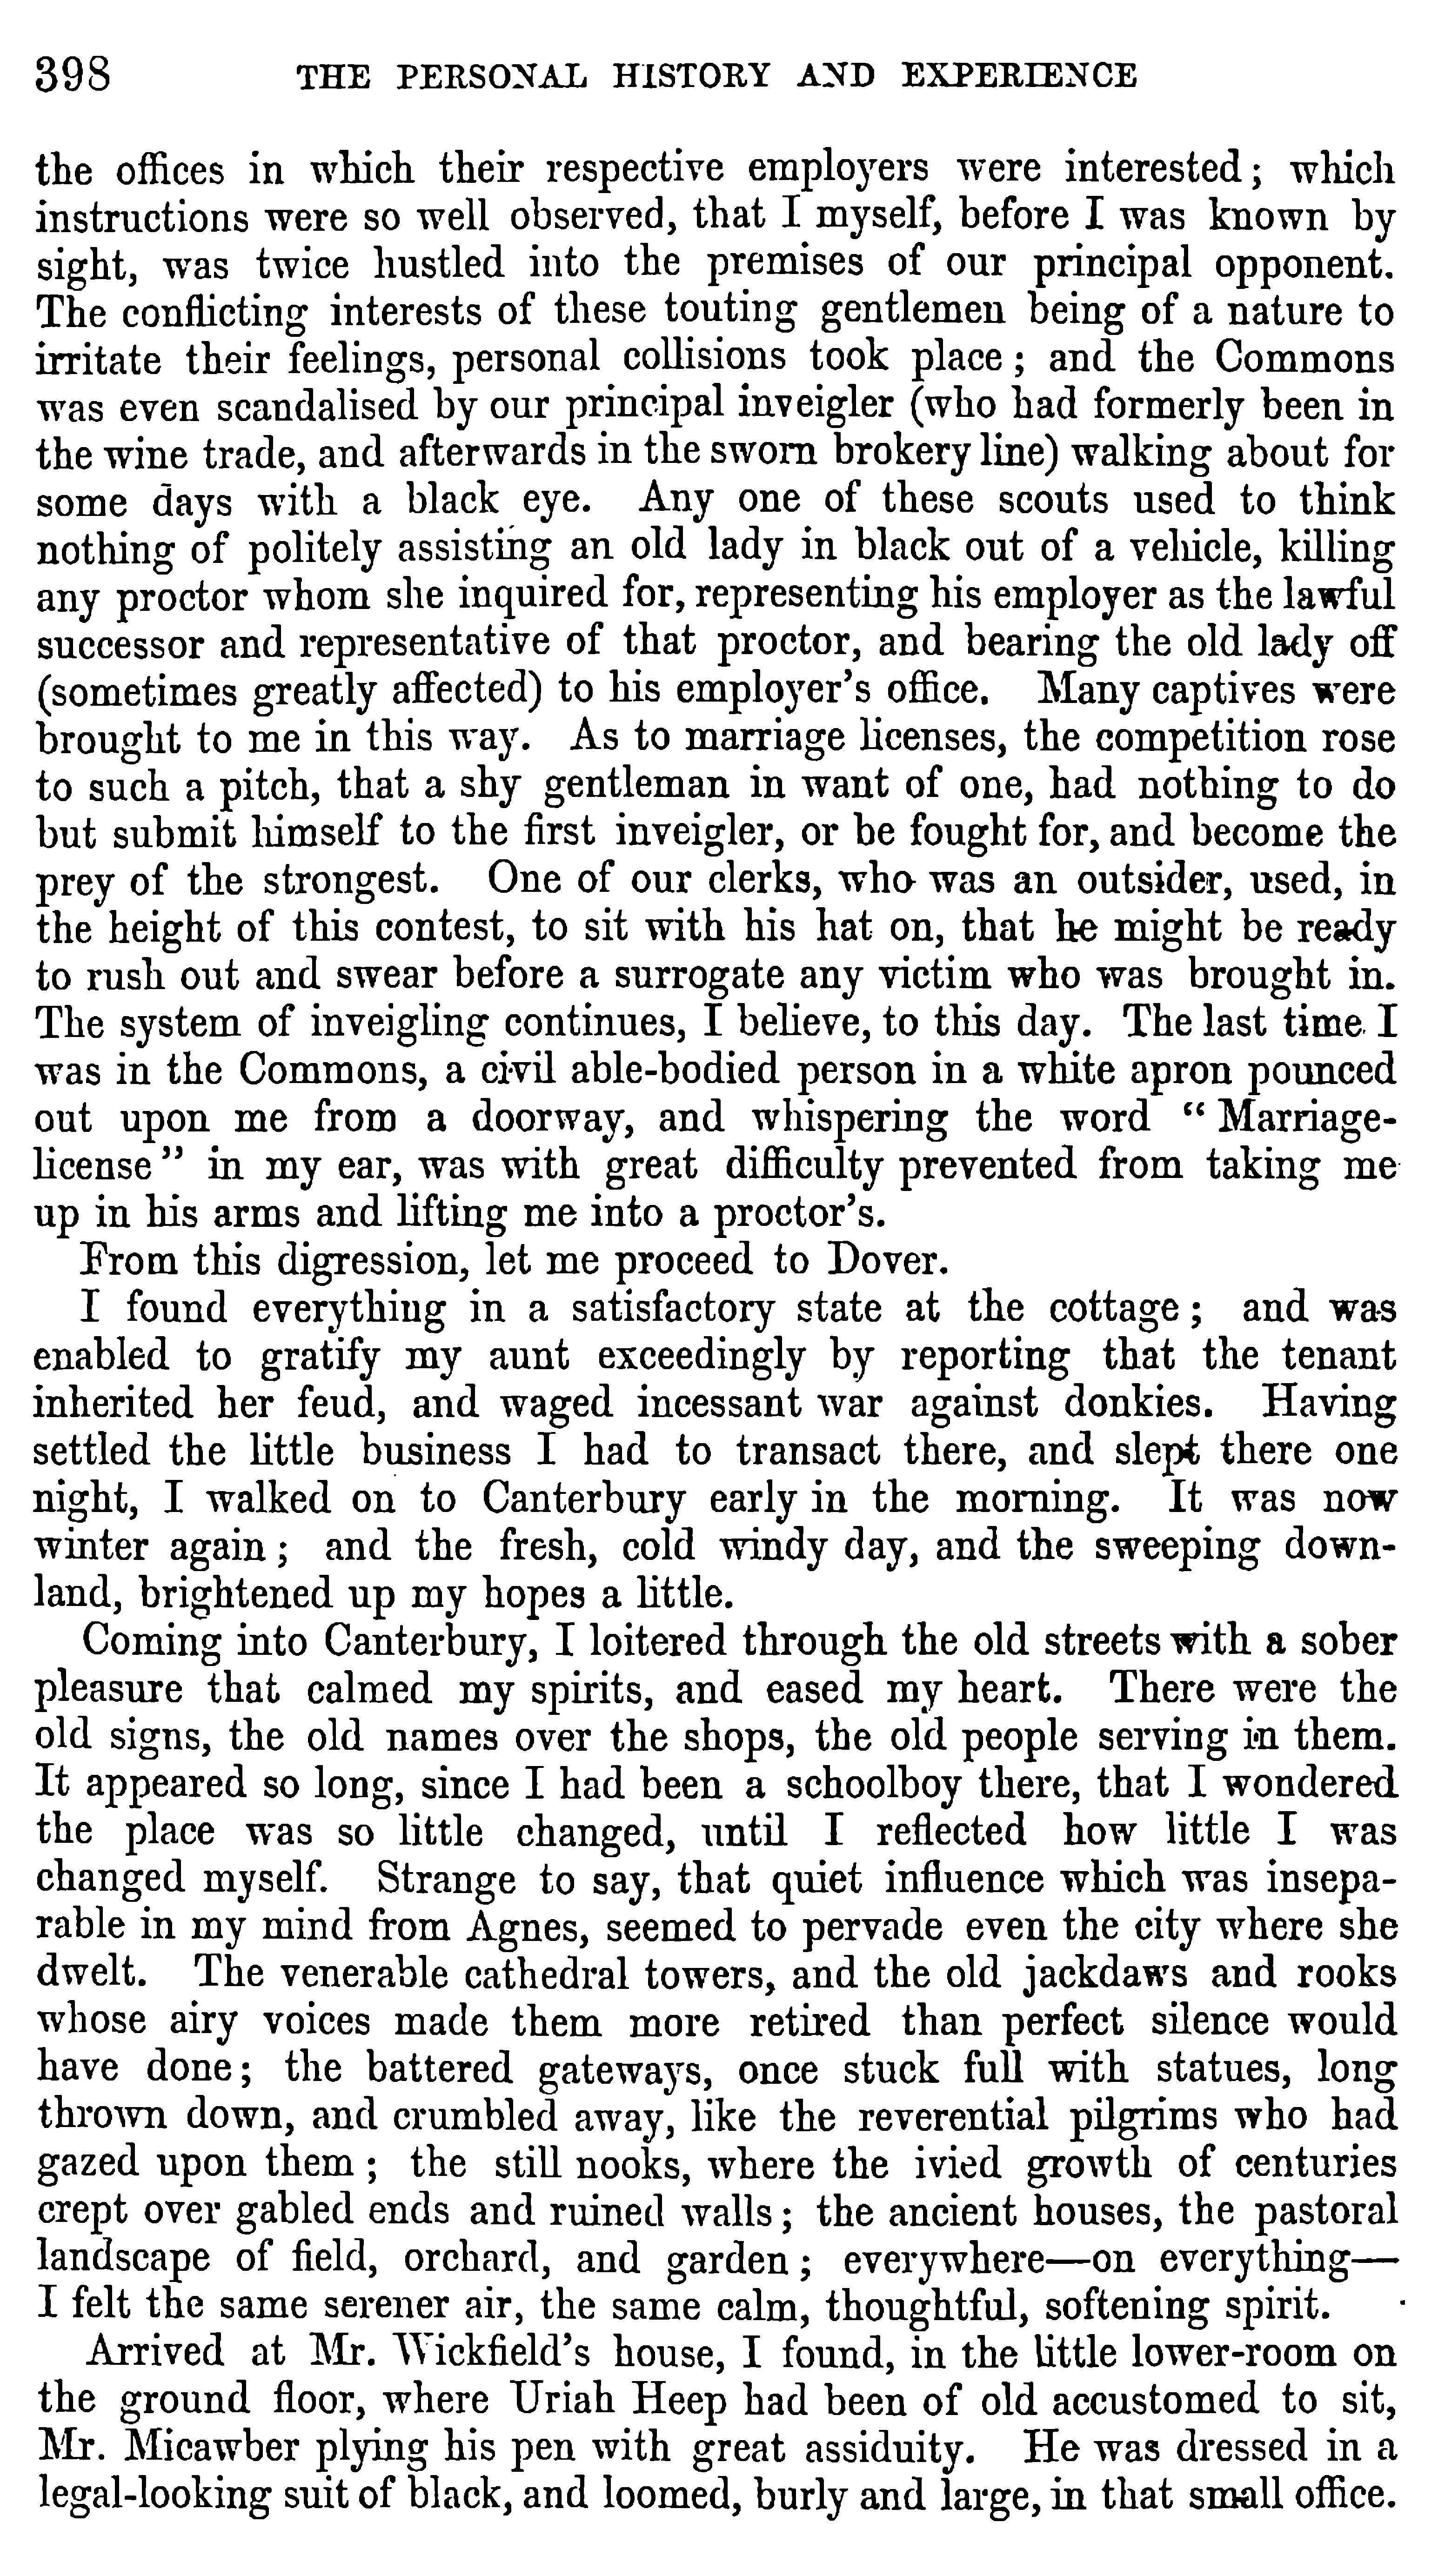 398 THE PERSONAL HISTORY AND EXPERIENCE
the offices in which their respective employers were interested; which
instructions were so well observed, that I myself, before I was known by
sight, was twice hustled into the premises of our principal opponent.
The conflicting interests of these touting gentlemen being of a nature to
irritate their feelings, personal collisions took place; and the Commons
was even scandalised by our principal inveigler (who had formerly been in
the wine trade, and afterwards in the sworn brokery line) walking about for
some days with a black eye. Any one of these scouts used to think
nothing of politely assisting an old lady in black out of a vehicle, killing
any proctor whom she inquired for, representing his employer as the lawful
successor and representative of that proctor, and bearing the old lady off
(sometimes greatly affected) to his employer's office. Many captives were
brought to me in this way. As to marriage licenses, the competition rose
to such a pitch, that a shy gentleman in want of one, had nothing to do
but submit himself to the first inveigler, or be fought for, and become the
prey of the strongest. One of our clerks, who was an outsider, used, in
the height of this contest, to sit with his hat on, that he might be ready
to rush out and swear before a surrogate any victim who was brought in.
The system of inveigling continues, I believe, to this day. The last time I
was in the Commons, a civil able-bodied person in a white apron pounced
out upon me from a doorway, and whispering the word “Marriage-
license” in my ear, was with great difficulty prevented from taking me
up in his arms and lifting me into a proctor's.
From this digression, let me proceed to Dover.
I found everything in a satisfactory state at the cottage; and was
enabled to gratify my aunt exceedingly by reporting that the tenant
inherited her feud, and waged incessant war against donkies. Having
settled the little business I had to transact there, and slept there one
night, I walked on to Canterbury early in the morning. It was now
winter again; and the fresh, cold windy day, and the sweeping down-
land, brightened up my hopes a little.
Coming into Canterbury, I loitered through the old streets with a sober
pleasure that calmed my spirits, and eased my heart. There were the
old signs, the old names over the shops, the old people serving in them.
It appeared so long, since I had been a schoolboy there, that I wondered
the place was so little changed, until I reflected how little I was
changed myself. Strange to say, that quiet influence which was insepa-
rable in my mind from Agnes, seemed to pervade even the city where she
dwelt. The venerable cathedral towers, and the old jackdaws and rooks
whose airy voices made them more retired than perfect silence would
have done; the battered gateways, once stuck full with statues, long
thrown down, and crumbled away, like the reverential pilgrims who had
gazed upon them; the still nooks, where the ivied growth of centuries
crept over gabled ends and ruined walls; the ancient houses, the pastoral
landscape of field, orchard, and garden; everywhere—on everything—
I felt the same serener air, the same calm, thoughtful, softening spirit.
Arrived at Mr. Wickfield's house, I found, in the little lower-room on
the ground floor, where Uriah Heep had been of old accustomed to sit,
Mr. Micawber plying his pen with great assiduity. He was dressed in a
legal-looking suit of black, and loomed, burly and large, in that small office.